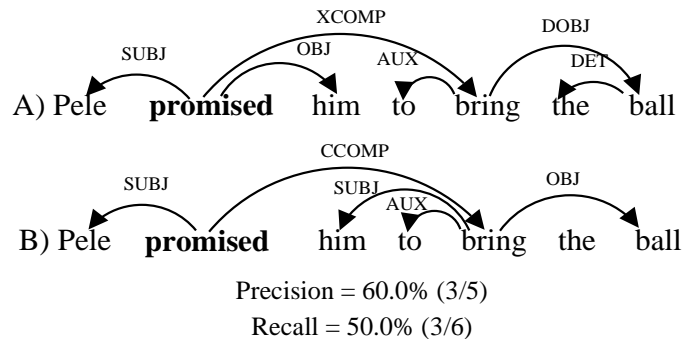 XCOMP
SUBJ OBJ AUX DOBJ DET
A) Pele promised him to bring the ball
CCOMP
SUBJ SUBJ AUX OBJ
B) Pele promised him to bring the ball
Precision = 60.0% (3/5)
Recall = 50.0% (3/6)